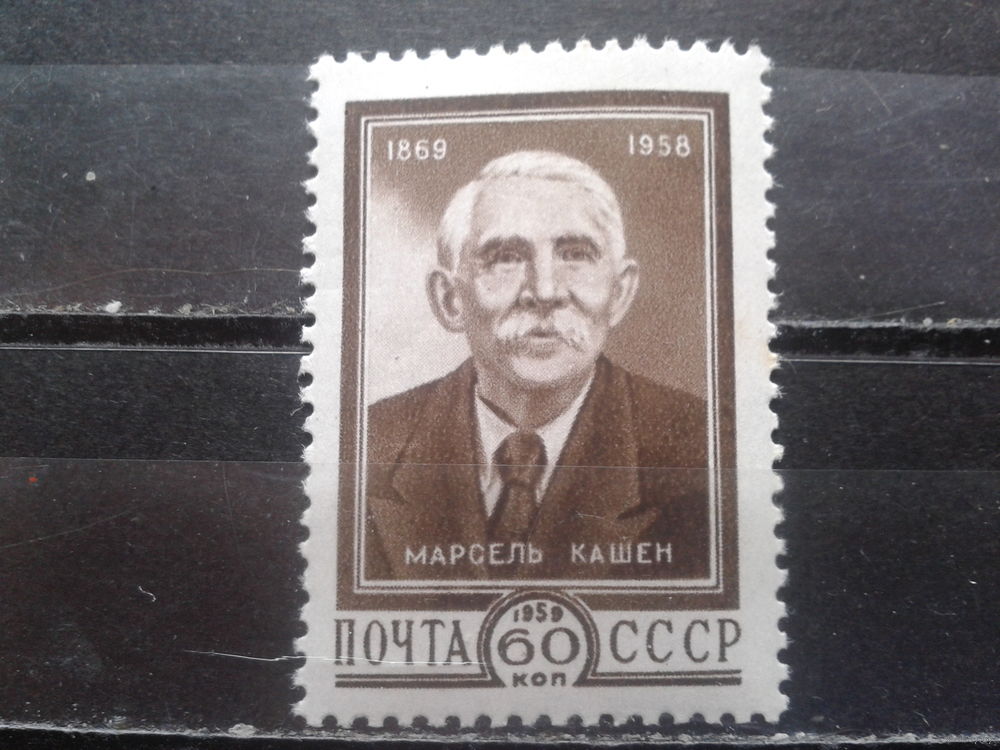 1869 1958
МАРСЕЛЬ КАШЕН
1959
ПОЧТА 60 СССР
КОП